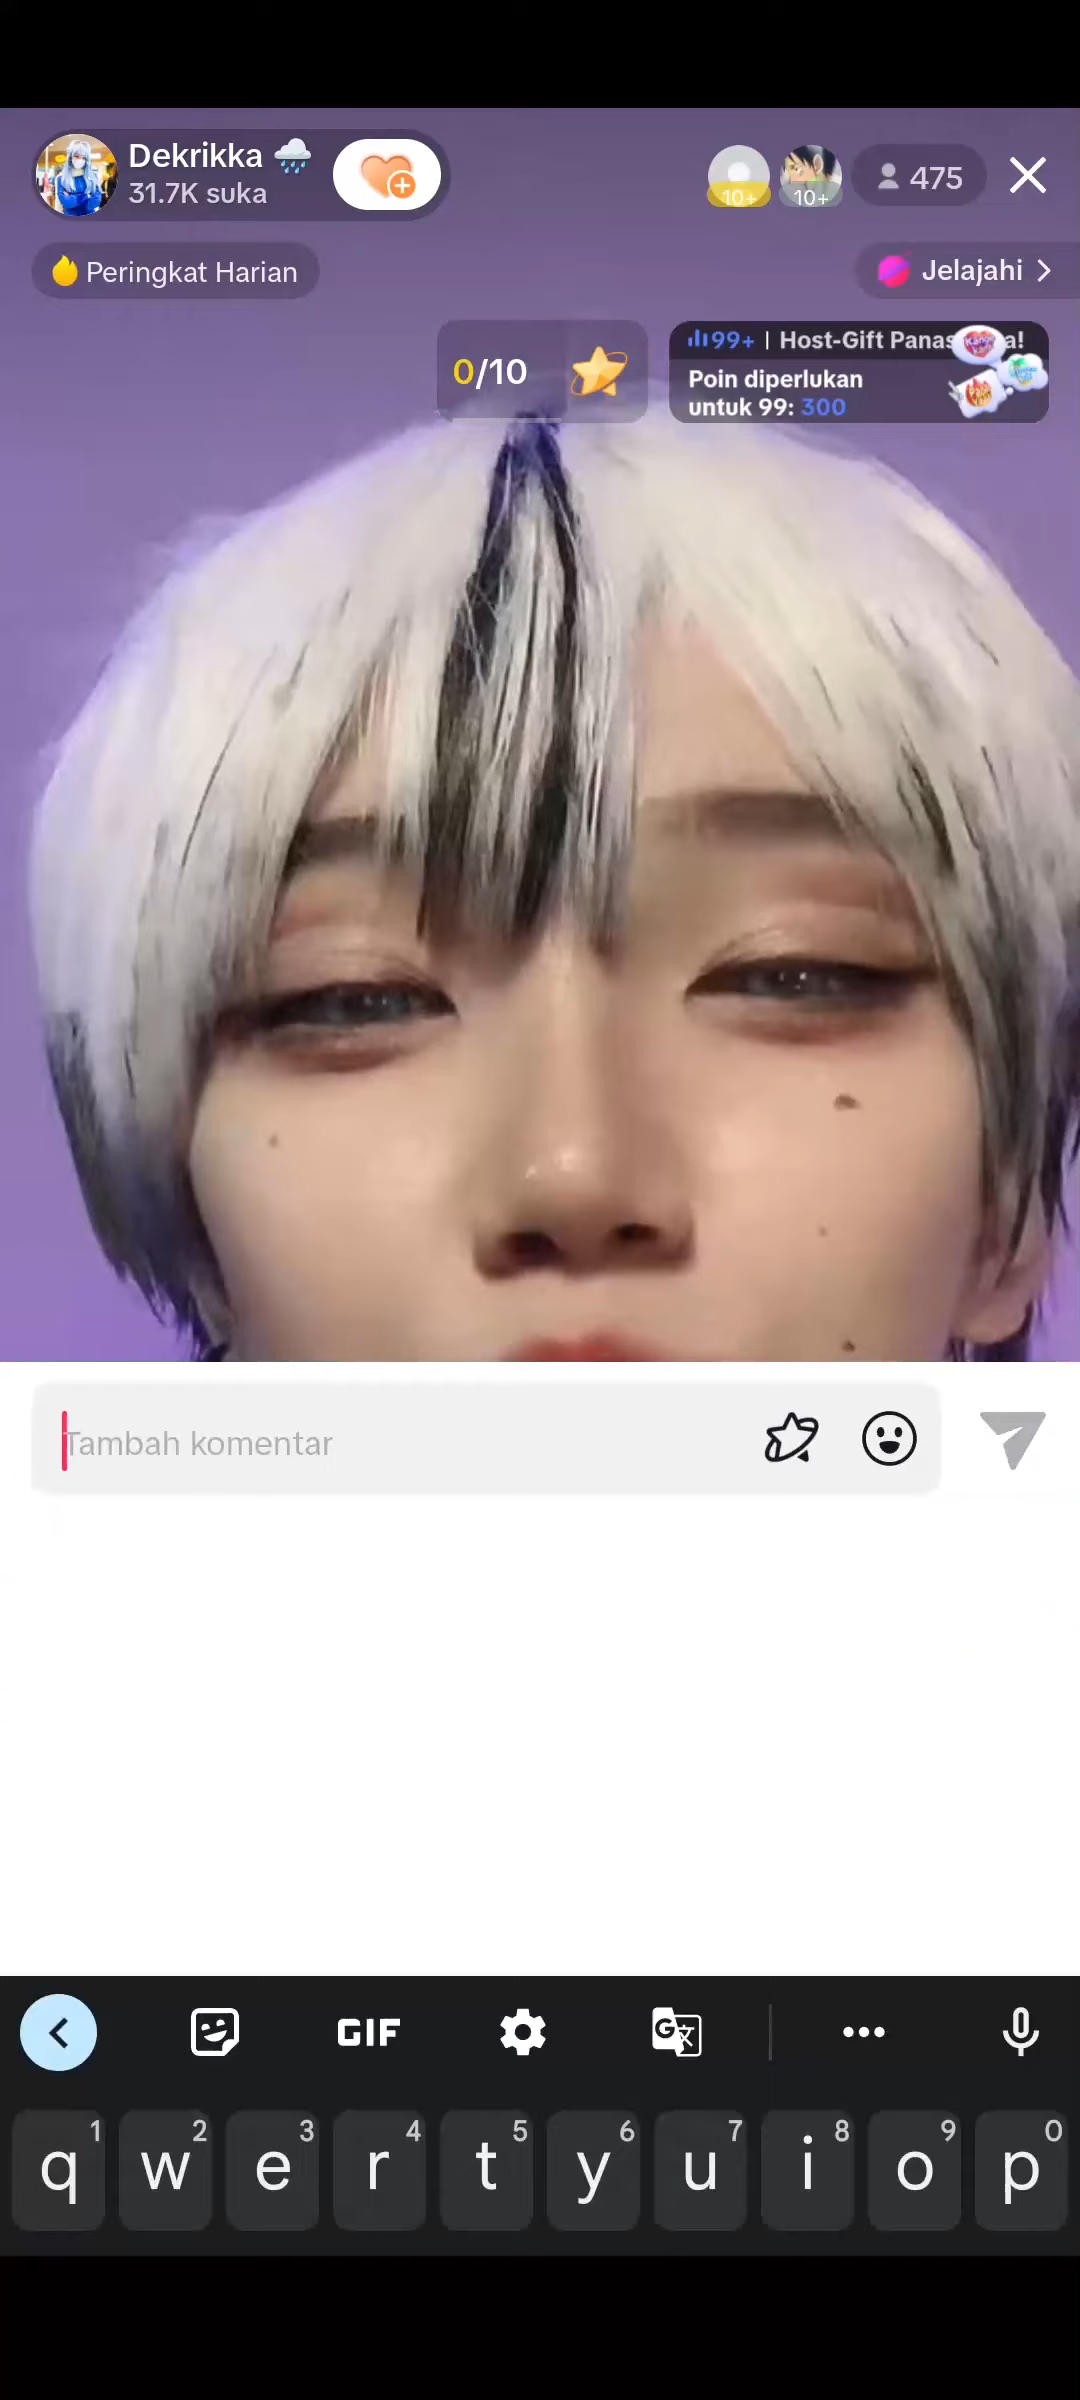 Dekrikka
31.7K suka
10+
10+
475
Peringkat Harian
Jelajahi
0/10
99+ | Host-Gift Panas
a!
Poin diperlukan
untuk 99: 300
Tambah komentar
GIF
1 2 3 4 5 6 7 8 9 0
q w e r t y u i o p